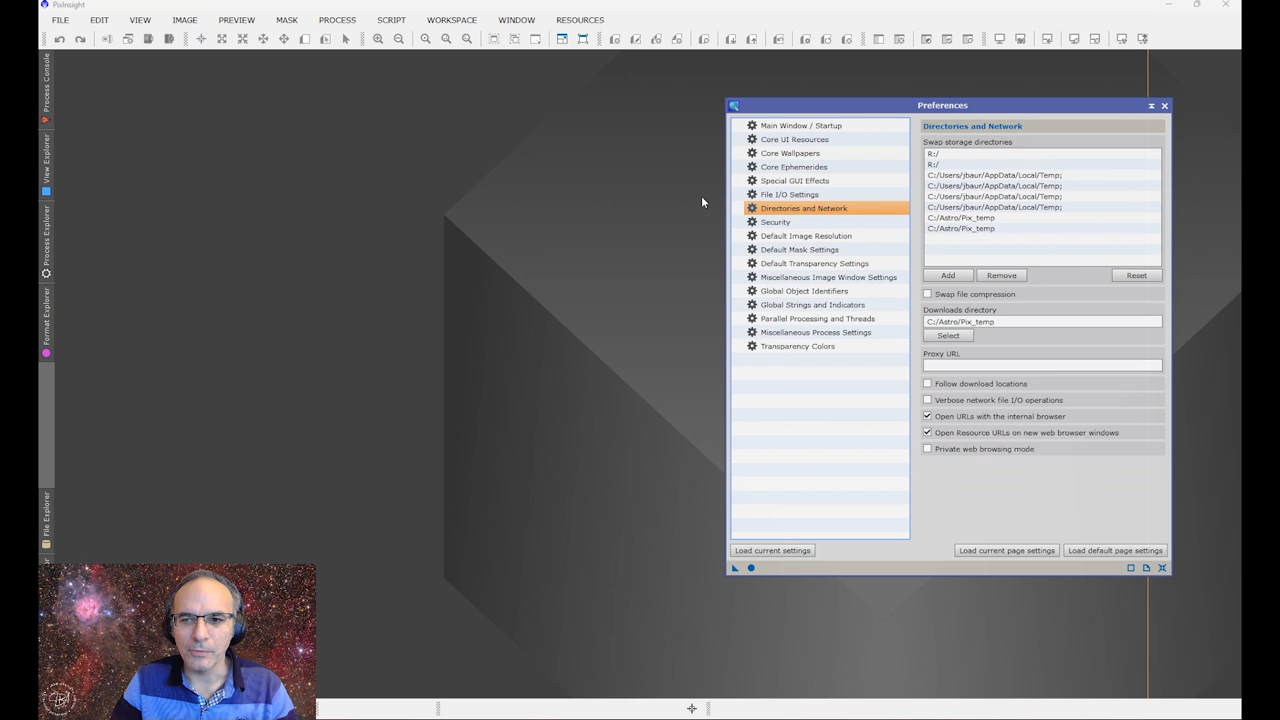 PixInsight
FILE EDIT VIEW IMAGE PREVIEW MASK PROCESS SCRIPT WORKSPACE WINDOW RESOURCES
Process Console
View Explorer
Process Explorer
Format Explorer
File Explorer
Preferences
Main Window / Startup
Core UI Resources
Core Wallpapers
Core Ephemerides
Special GUI Effects
File I/O Settings
Directories and Network
Security
Default Image Resolution
Default Mask Settings
Default Transparency Settings
Miscellaneous Image Window Settings
Global Object Identifiers
Global Strings and Indicators
Parallel Processing and Threads
Miscellaneous Process Settings
Transparency Colors
Directories and Network
Swap storage directories
R:/
R:/
C:/Users/jbaur/AppData/Local/Temp;
C:/Users/jbaur/AppData/Local/Temp;
C:/Users/jbaur/AppData/Local/Temp;
C:/Users/jbaur/AppData/Local/Temp;
C:/Astro/Pix_temp
C:/Astro/Pix_temp
Add Remove Reset
Swap file compression
Downloads directory
C:/Astro/Pix_temp
Select
Proxy URL
Follow download locations
Verbose network file I/O operations
Open URLs with the internal browser
Open Resource URLs on new web browser windows
Private web browsing mode
Load current settings Load current page settings Load default page settings